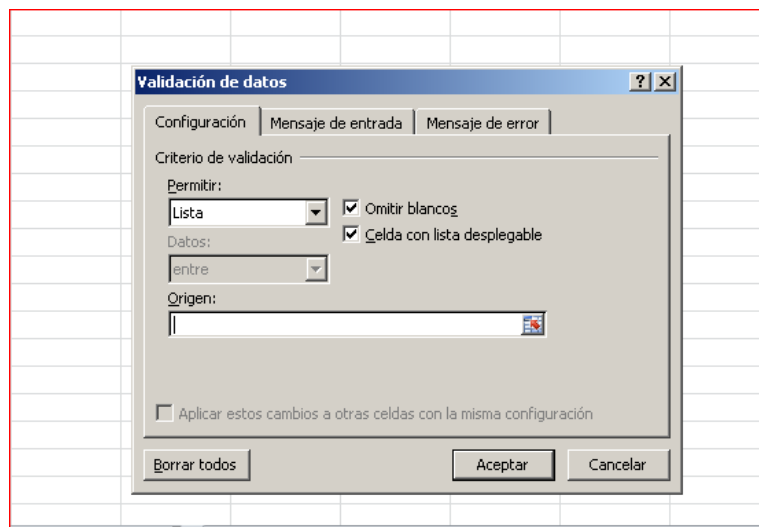 Validación de datos
Configuración Mensaje de entrada Mensaje de error
Criterio de validación
Permitir:
Lista Omitir blancos
Datos: Celda con lista desplegable
entre
Origen:
Aplicar estos cambios a otras celdas con la misma configuración
Borrar todos Aceptar Cancelar